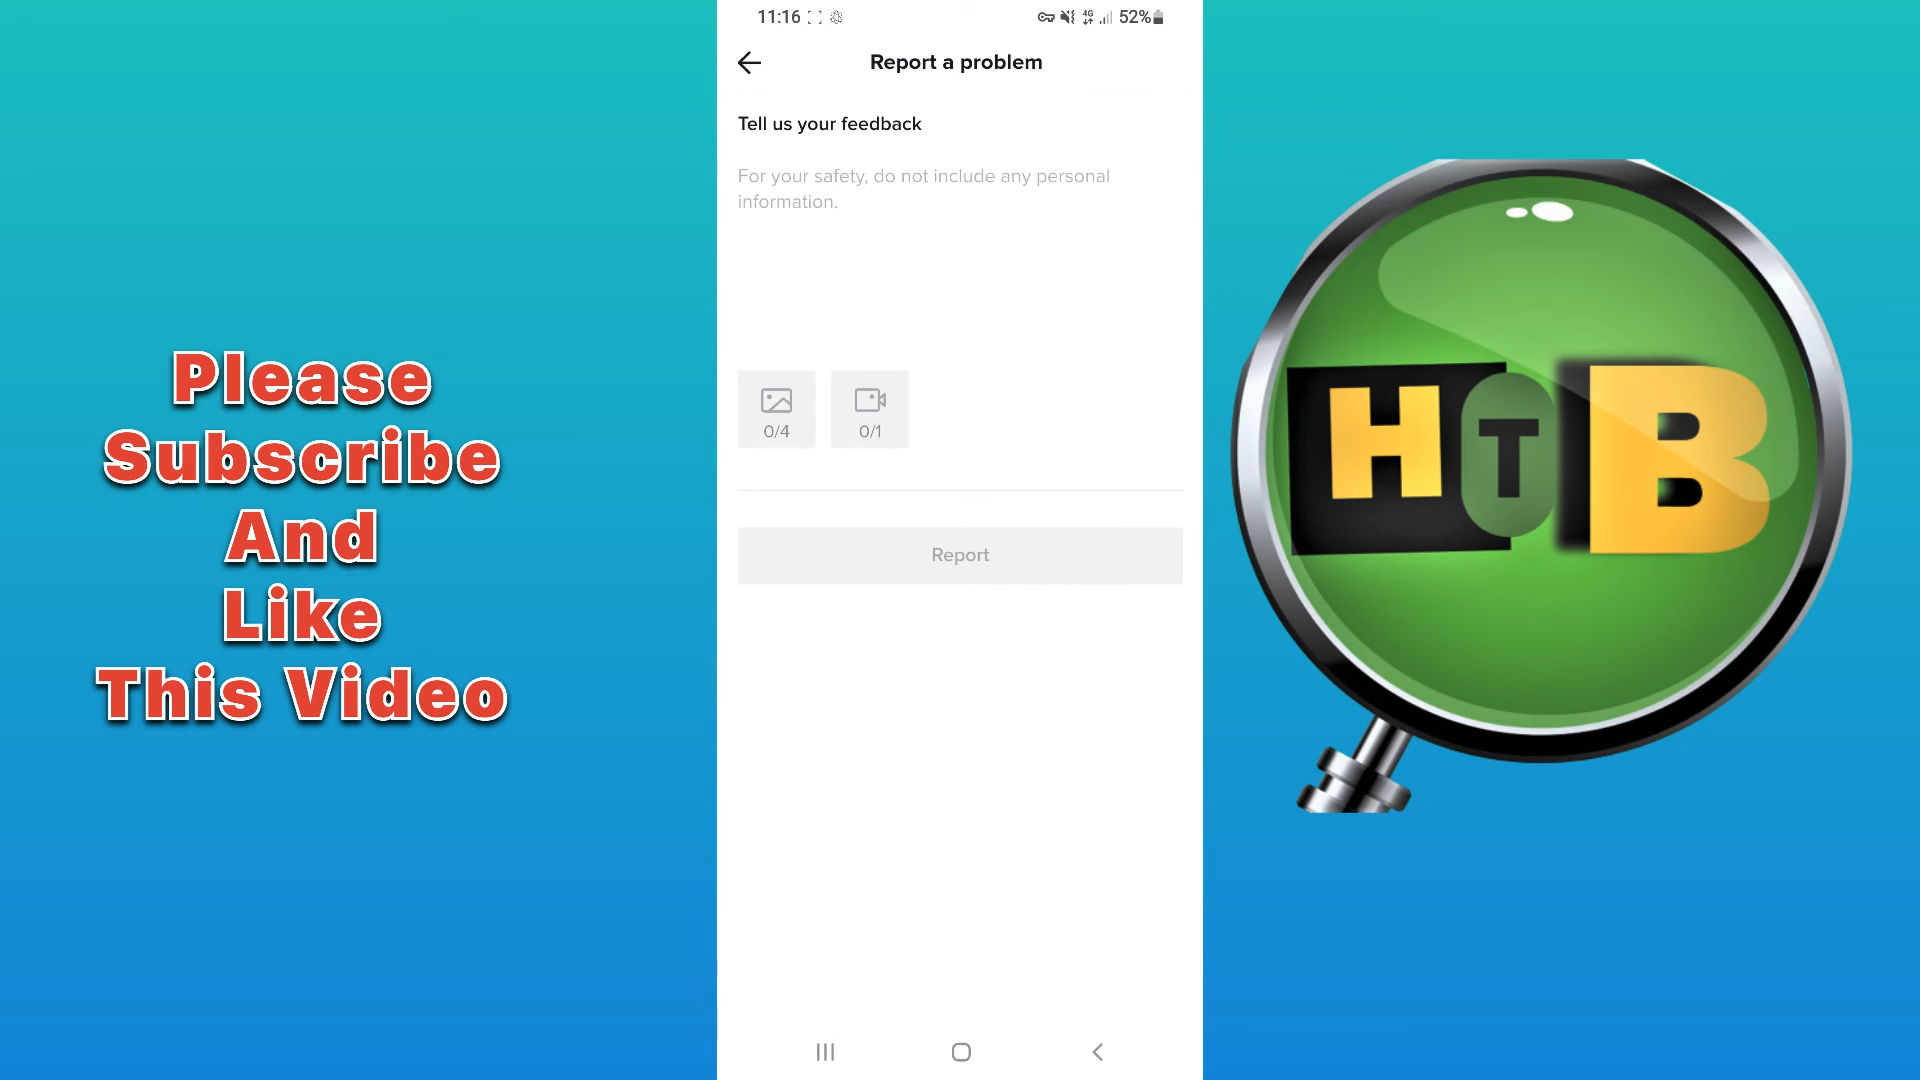 11:16
4G
52%
Report a problem
Tell us your feedback
For your safety, do not include any personal
information.
0/4
0/1
Report
Please
Subscribe
And
Like
This Video
HTB